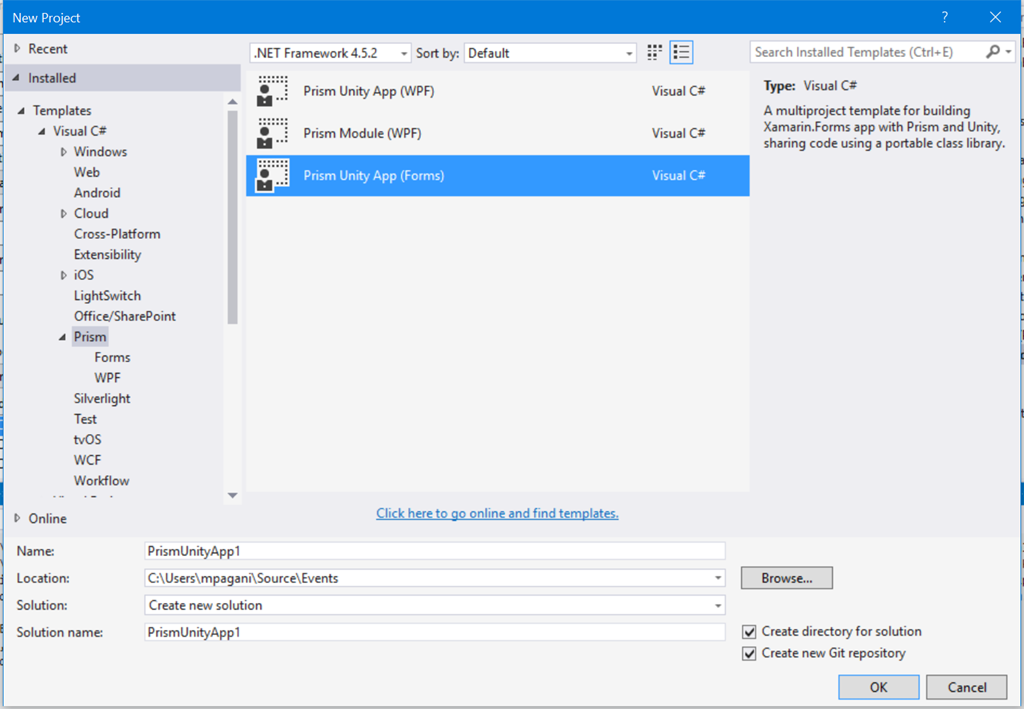 New Project
?
Recent
.NET Framework 4.5.2
Sort by:
Default
Search Installed Templates (Ctrl+E)
Installed
Templates
Visual C#
Windows
Web
Android
Cloud
Cross-Platform
Extensibility
iOS
LightSwitch
Office/SharePoint
Prism
Forms
WPF
Silverlight
Test
tvOS
WCF
Workflow
Online
Prism Unity App (WPF) Visual C#
Prism Module (WPF) Visual C#
Prism Unity App (Forms) Visual C#
Click here to go online and find templates.
Type: Visual C#
A multiproject template for building
Xamarin.Forms app with Prism and Unity,
sharing code using a portable class library.
Name: PrismUnityApp1
Location: C:\Users\mpagani\Source\Events
Browse...
Solution: Create new solution
Solution name: PrismUnityApp1
Create directory for solution
Create new Git repository
OK
Cancel